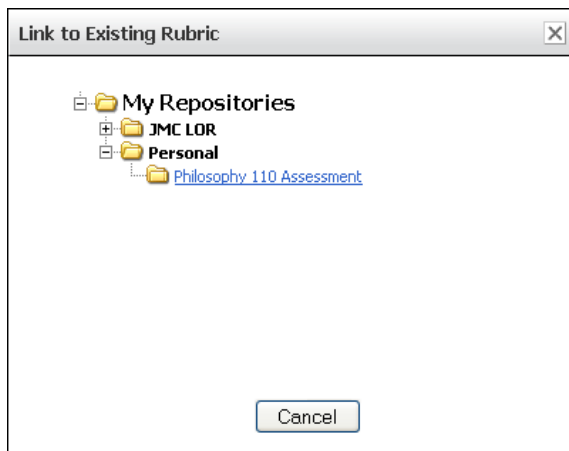 Link to Existing Rubric
My Repositories
JMC LOR
Personal
Philosophy 110 Assessment
Cancel